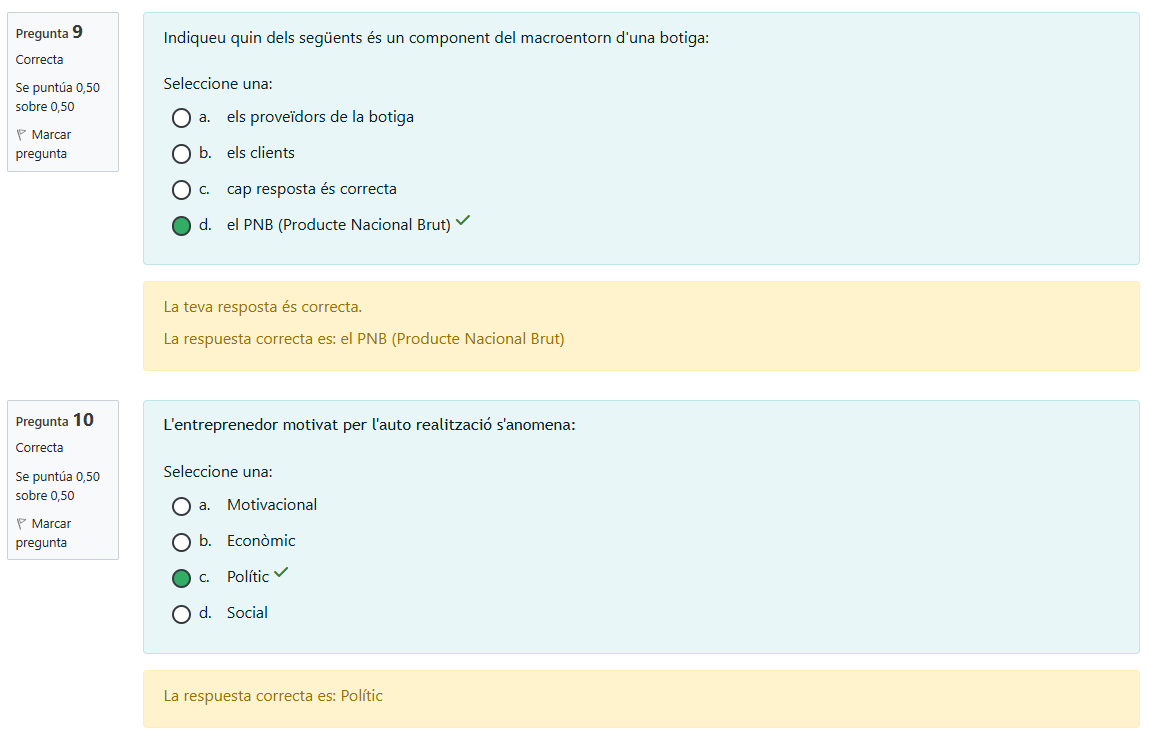 Pregunta 9
Correcta
Se puntúa 0,50
sobre 0,50
Marcar
pregunta
Indiqueu quin dels següents és un component del macroentorn d'una botiga:
Seleccione una:
a. els proveïdors de la botiga
b. els clients
c. cap resposta és correcta
d. el PNB (Producte Nacional Brut)
La teva resposta és correcta.
La respuesta correcta es: el PNB (Producte Nacional Brut)
Pregunta 10
Correcta
Se puntúa 0,50
sobre 0,50
Marcar
pregunta
L'entreprenedor motivat per l'auto realització s'anomena:
Seleccione una:
a. Motivacional
b. Econòmic
c. Polític
d. Social
La respuesta correcta es: Polític